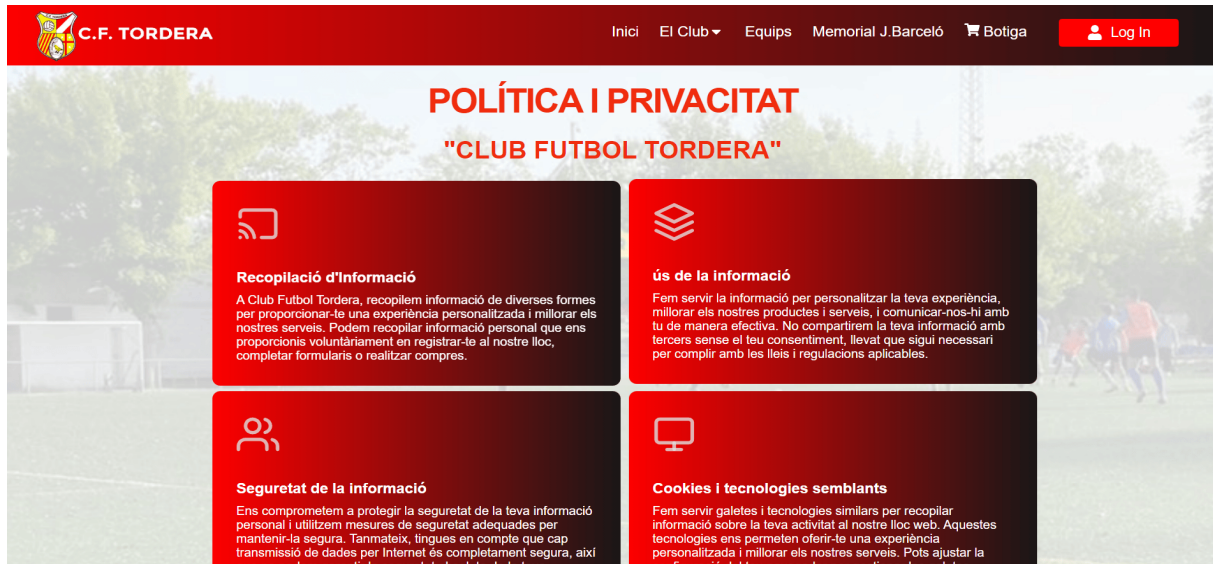 C.F. TORDERA
Inici El Club Equips Memorial J.Barceló Botiga Log In
POLÍTICA I PRIVACITAT
"CLUB FUTBOL TORDERA"
Recopilació d'Informació
A Club Futbol Tordera, recopilem informació de diverses formes
per proporcionar-te una experiència personalitzada i millorar els
nostres serveis. Podem recopilar informació personal que ens
proporcionis voluntàriament en registrar-te al nostre lloc,
completar formularis o realitzar compres.
ús de la informació
Fem servir la informació per personalitzar la teva experiència,
millorar els nostres productes i serveis, i comunicar-nos-hi amb
tu de manera efectiva. No compartirem la teva informació amb
tercers sense el teu consentiment, llevat que sigui necessari
per complir amb les lleis i regulacions aplicables.
Seguretat de la informació
Ens comprometem a protegir la seguretat de la teva informació
personal i utilitzem mesures de seguretat adequades per
mantenir-la segura. Tanmateix, tingues en compte que cap
transmissió de dades per Internet és completament segura, així
Cookies i tecnologies semblants
Fem servir galetes i tecnologies similars per recopilar
informació sobre la teva activitat al nostre lloc web. Aquestes
tecnologies ens permeten oferir-te una experiència
personalitzada i millorar els nostres serveis. Pots ajustar la